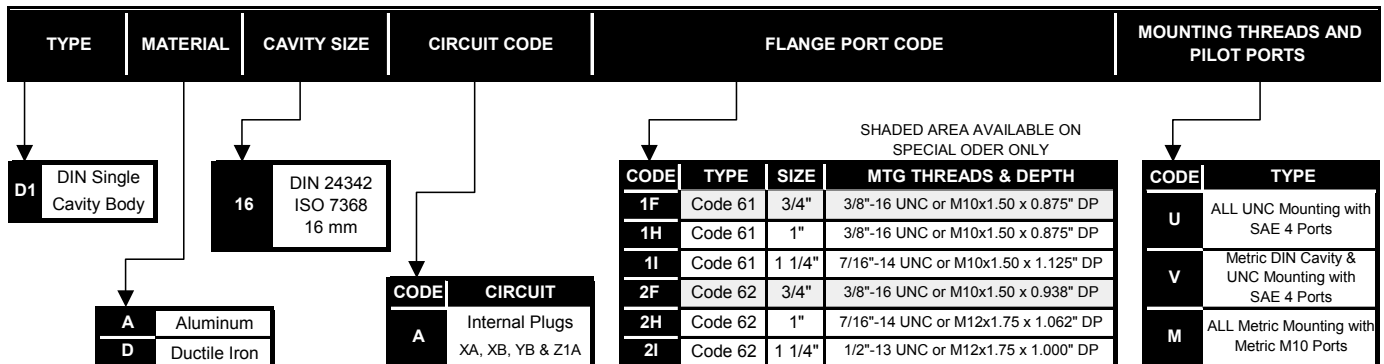 TYPE
MATERIAL
CAVITY SIZE
CIRCUIT CODE
FLANGE PORT CODE
MOUNTING THREADS AND
PILOT PORTS
D1
DIN Single
Cavity Body
A Aluminum
D Ductile Iron
16
DIN 24342
ISO 7368
16 mm
CODE CIRCUIT
A
Internal Plugs
XA, XB, YB & Z1A
SHADED AREA AVAILABLE ON
SPECIAL ODER ONLY
CODE TYPE SIZE MTG THREADS & DEPTH
1F Code 61 3/4" 3/8"-16 UNC or M10x1.50 x 0.875" DP
1H Code 61 1" 3/8"-16 UNC or M10x1.50 x 0.875" DP
1I Code 61 1 1/4" 7/16"-14 UNC or M10x1.50 x 1.125" DP
2F Code 62 3/4" 3/8"-16 UNC or M10x1.50 x 0.938" DP
2H Code 62 1" 7/16"-14 UNC or M12x1.75 x 1.062" DP
2I Code 62 1 1/4" 1/2"-13 UNC or M12x1.75 x 1.000" DP
CODE TYPE
U
ALL UNC Mounting with
SAE 4 Ports
V
Metric DIN Cavity &
UNC Mounting with
SAE 4 Ports
M
ALL Metric Mounting with
Metric M10 Ports